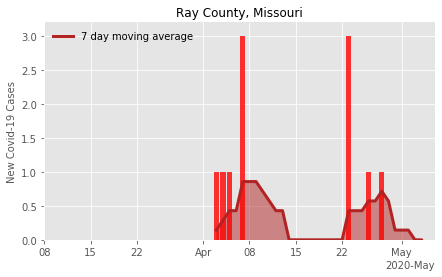 Ray County, Missouri
7 day moving average
New Covid-19 Cases
3.0
2.5
2.0
1.5
1.0
0.5
0.0
08 15 22 Apr 08 15 22 May
2020-May